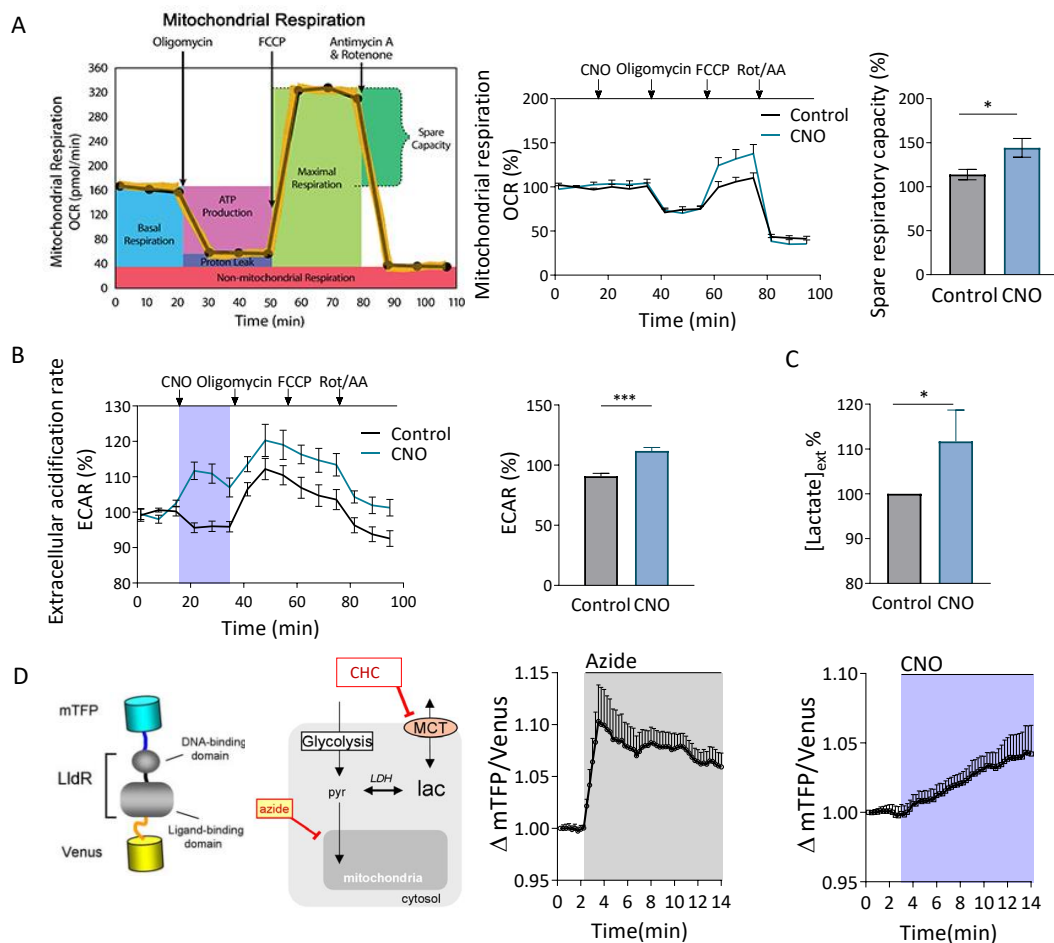 A
Mitochondrial Respiration
Oligomycin
FCCP
Antimycin A
& Rotenone
Mitochondrial Respiration
OCR (pmol/min)
360
320
280
240
200
160
120
80
40
0
Basal
Respiration
ATP
Production
Proton Leak
Maximal
Respiration
Spare
Capacity
Non-mitochondrial Respiration
0 10 20 30 40 50 60 70 80 90 100 110
Time (min)
CNO Oligomycin FCCP Rot/AA
Mitochondrial respiration
OCR (%)
200
150
100
50
0
Control
CNO
0 20 40 60 80 100
Time (min)
Spare respiratory capacity (%)
200
150
100
50
0
*
Control CNO
B
CNO Oligomycin FCCP Rot/AA
Extracellular acidification rate
ECAR (%)
130
120
110
100
90
80
Control
CNO
0 20 40 60 80 100
Time (min)
ECAR (%)
150
100
50
0
***
Control CNO
C
[Lactate]ext %
120
110
100
90
80
*
Control CNO
D
mTFP
DNA-binding
domain
LldR
Ligand-binding
domain
Venus
CHC
MCT
Glycolysis
LDH
pyr
lac
azide
mitochondria
cytosol
Azide
Δ mTFP/Venus
1.15
1.10
1.05
1.00
0.95
0 2 4 6 8 10 12 14
Time(min)
CNO
Δ mTFP/Venus
1.10
1.05
1.00
0.95
0 2 4 6 8 10 12 14
Time(min)